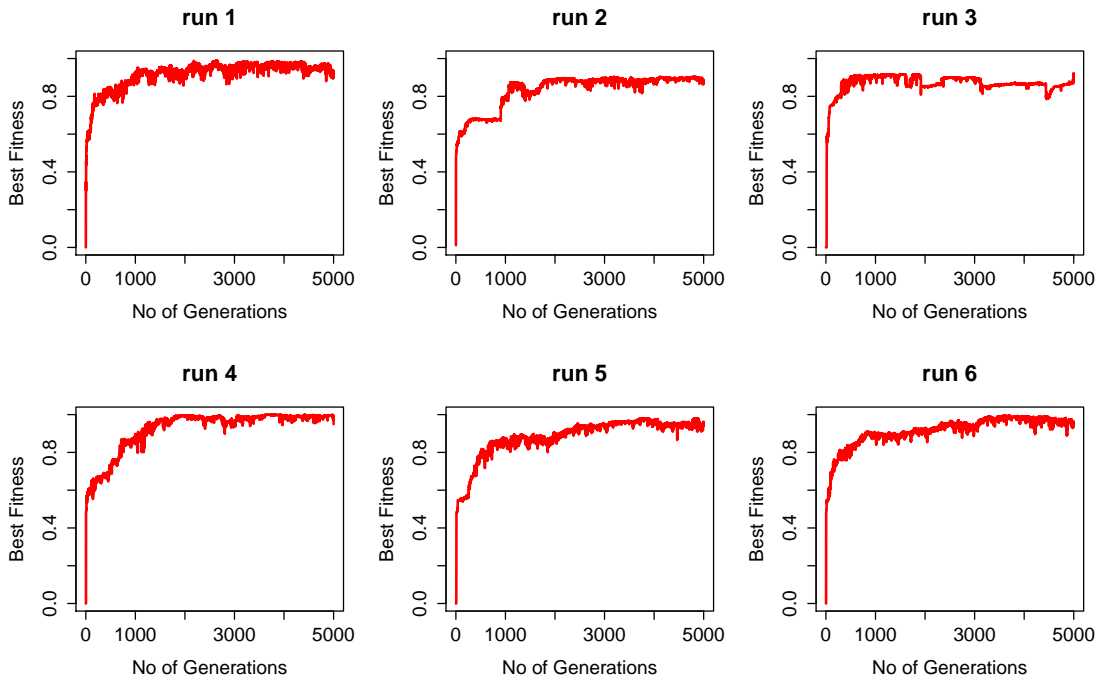 run 1
run 2
run 3
Best Fitness
0.0 0.4 0.8
0 1000 3000 5000
No of Generations
Best Fitness
0.0 0.4 0.8
0 1000 3000 5000
No of Generations
Best Fitness
0.0 0.4 0.8
0 1000 3000 5000
No of Generations
run 4
run 5
run 6
Best Fitness
0.0 0.4 0.8
0 1000 3000 5000
No of Generations
Best Fitness
0.0 0.4 0.8
0 1000 3000 5000
No of Generations
Best Fitness
0.0 0.4 0.8
0 1000 3000 5000
No of Generations